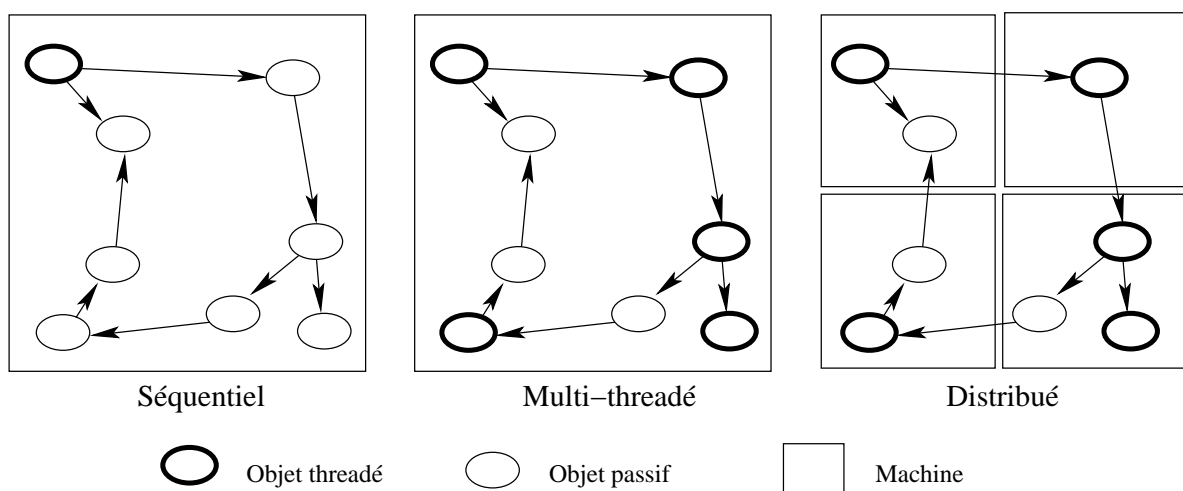 Séquentiel
Multi−threadé
Distribué
Objet threadé
Objet passif
Machine